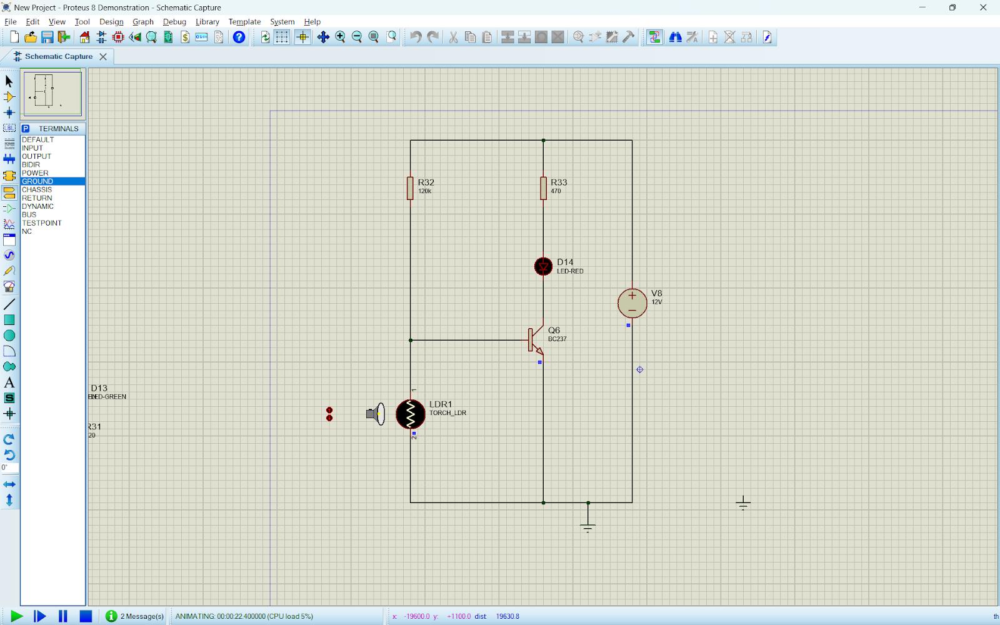 New Project - Proteus 8 Demonstration - Schematic Capture
File Edit View Tool Design Graph Debug Library Template System Help
Schematic Capture
TERMINALS
DEFAULT
INPUT
OUTPUT
BIDIR
POWER
GROUND
CHASSIS
RETURN
DYNAMIC
BUS
TESTPOINT
NC
R32
120k
R33
470
D14
LED-RED
V8
12V
Q6
BC237
1
LDR1
TORCH_LDR
2
D13
ED-GREEN
R31
20
LBL
A
S
0°
2 Message(s)
ANIMATING: 00:00:22.400000 (CPU load 5%)
x: -19600.0 y: +1100.0 dist 19630.8
th